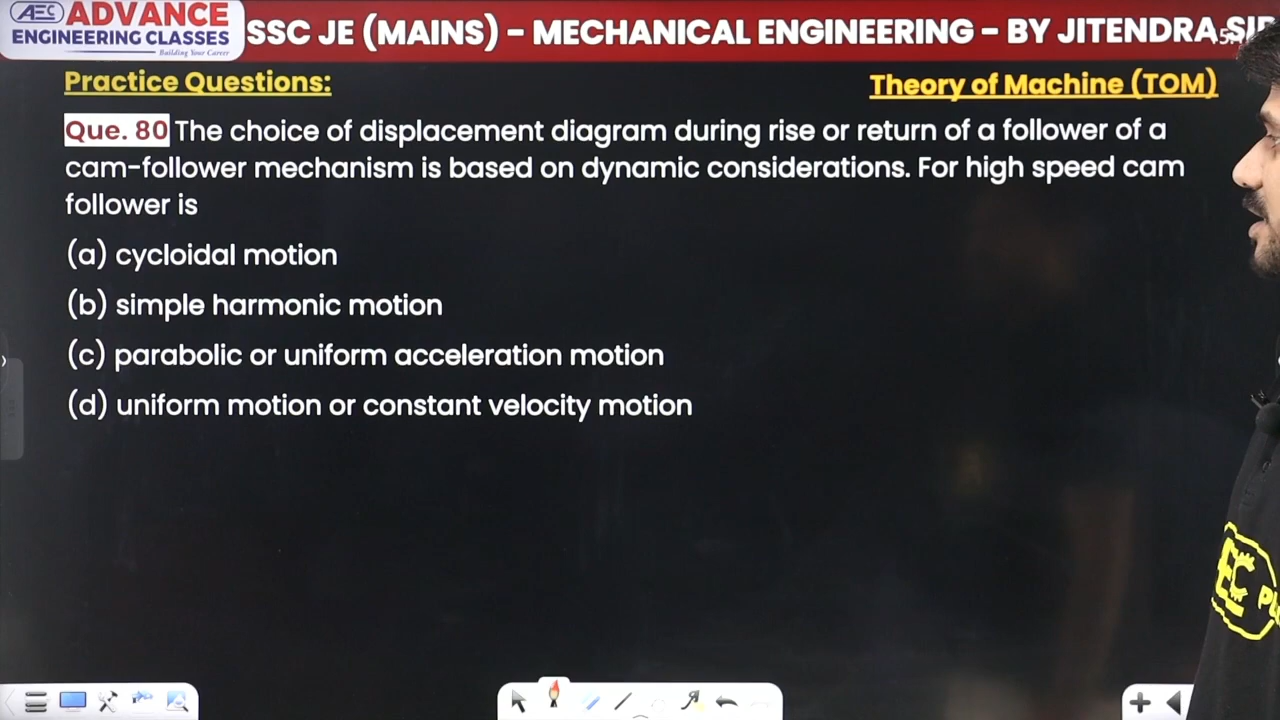 AEC ADVANCE
ENGINEERING CLASSES
Building Your Career
SSC JE (MAINS) – MECHANICAL ENGINEERING – BY JITENDRA SIR
Practice Questions:
Theory of Machine (TOM)
Que. 80 The choice of displacement diagram during rise or return of a follower of a
cam-follower mechanism is based on dynamic considerations. For high speed cam
follower is
(a) cycloidal motion
(b) simple harmonic motion
(c) parabolic or uniform acceleration motion
(d) uniform motion or constant velocity motion